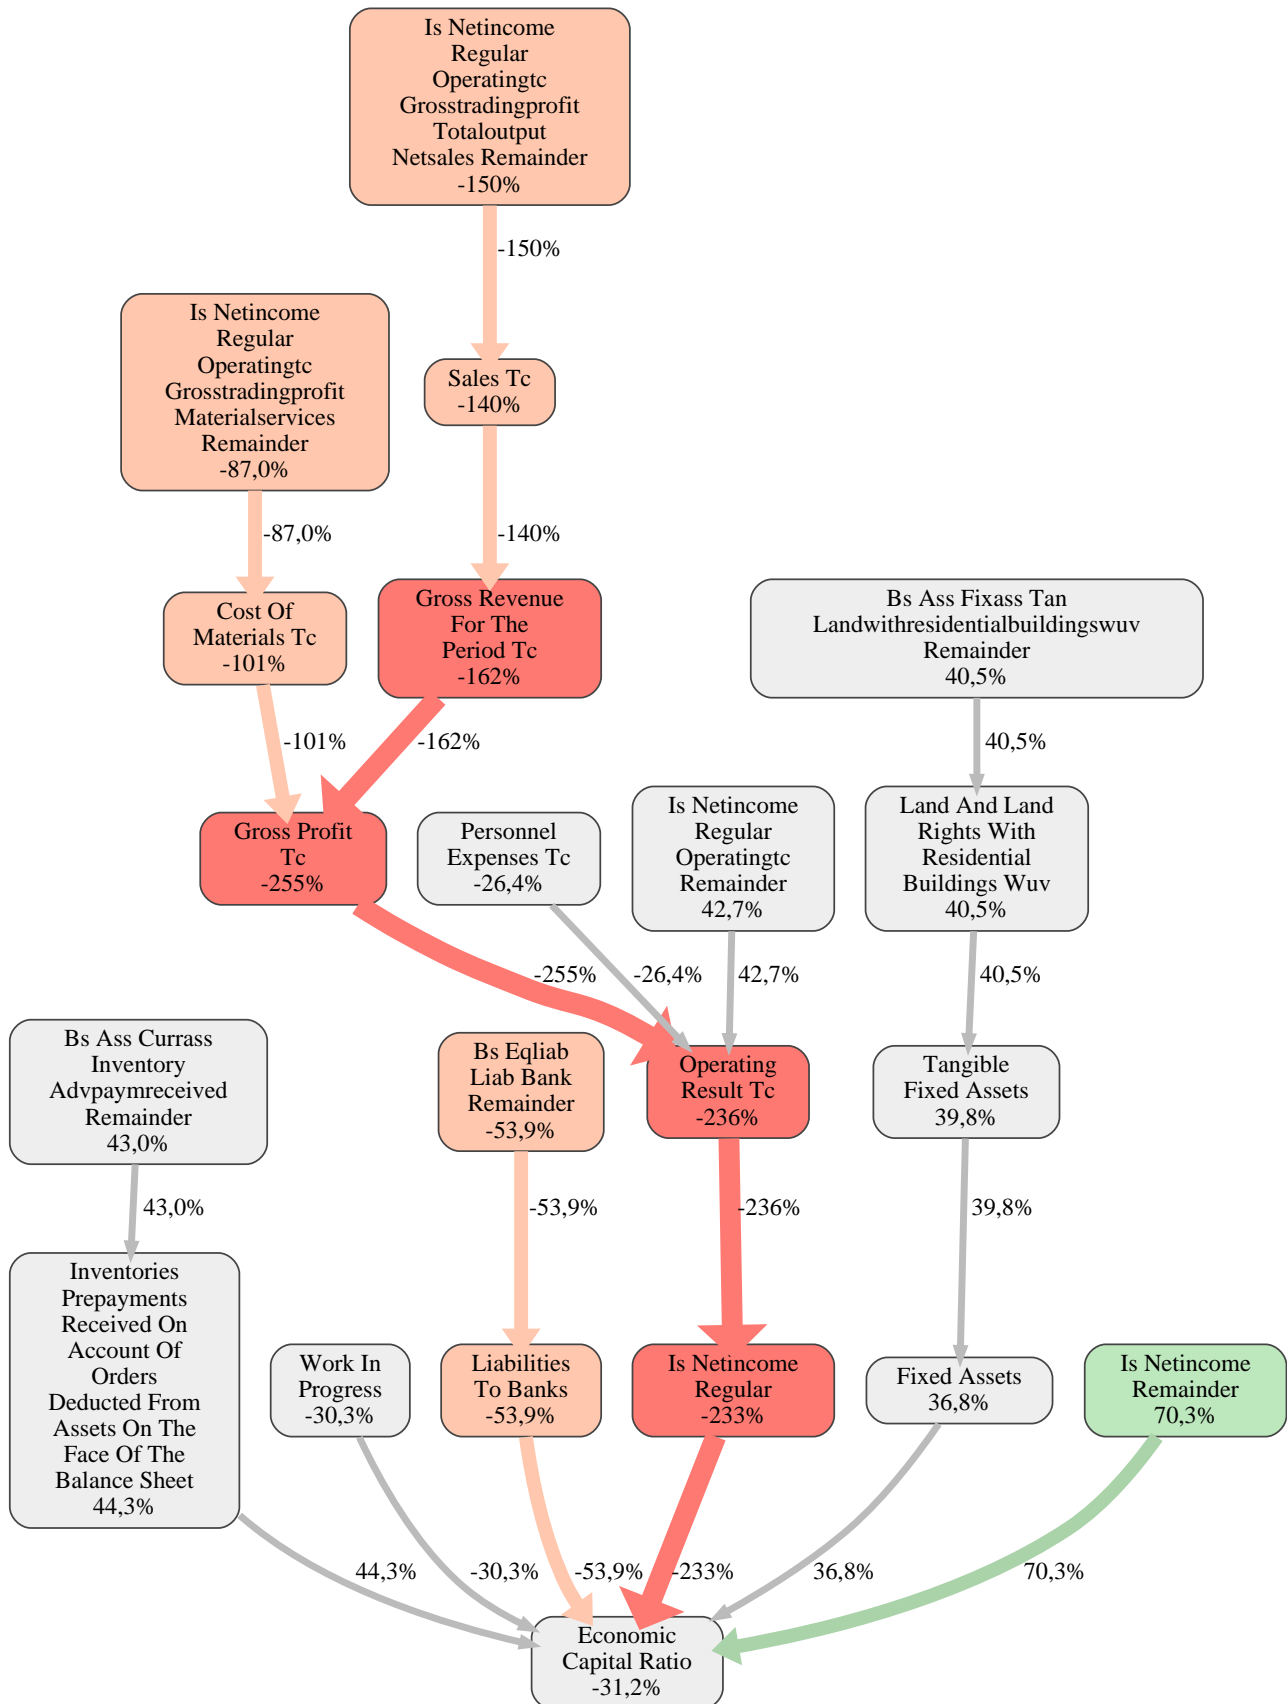 Is Netincome
Regular
Operatingtc
Grosstradingprofit
Totaloutput
Netsales Remainder
-150%
-150%
Is Netincome
Regular
Operatingtc
Grosstradingprofit
Materialservices
Remainder
-87,0%
Sales Tc
-140%
-87,0%
-140%
Cost Of
Materials Tc
-101%
Gross Revenue
For The
Period Tc
-162%
Bs Ass Fixass Tan
Landwithresidentialbuildingswuv
Remainder
40,5%
-101%
-162%
40,5%
Gross Profit
Tc
-255%
Personnel
Expenses Tc
-26,4%
Is Netincome
Regular
Operatingtc
Remainder
42,7%
Land And Land
Rights With
Residential
Buildings Wuv
40,5%
-255%
-26,4%
42,7%
40,5%
Bs Ass Currass
Inventory
Advpaymreceived
Remainder
43,0%
Bs Eqliab
Liab Bank
Remainder
-53,9%
Operating
Result Tc
-236%
Tangible
Fixed Assets
39,8%
43,0%
-53,9%
-236%
39,8%
Inventories
Prepayments
Received On
Account Of
Orders
Deducted From
Assets On The
Face Of The
Balance Sheet
44,3%
Work In
Progress
-30,3%
Liabilities
To Banks
-53,9%
Is Netincome
Regular
-233%
Fixed Assets
36,8%
Is Netincome
Remainder
70,3%
44,3%
-30,3%
-53,9%
-233%
36,8%
70,3%
Economic
Capital Ratio
-31,2%